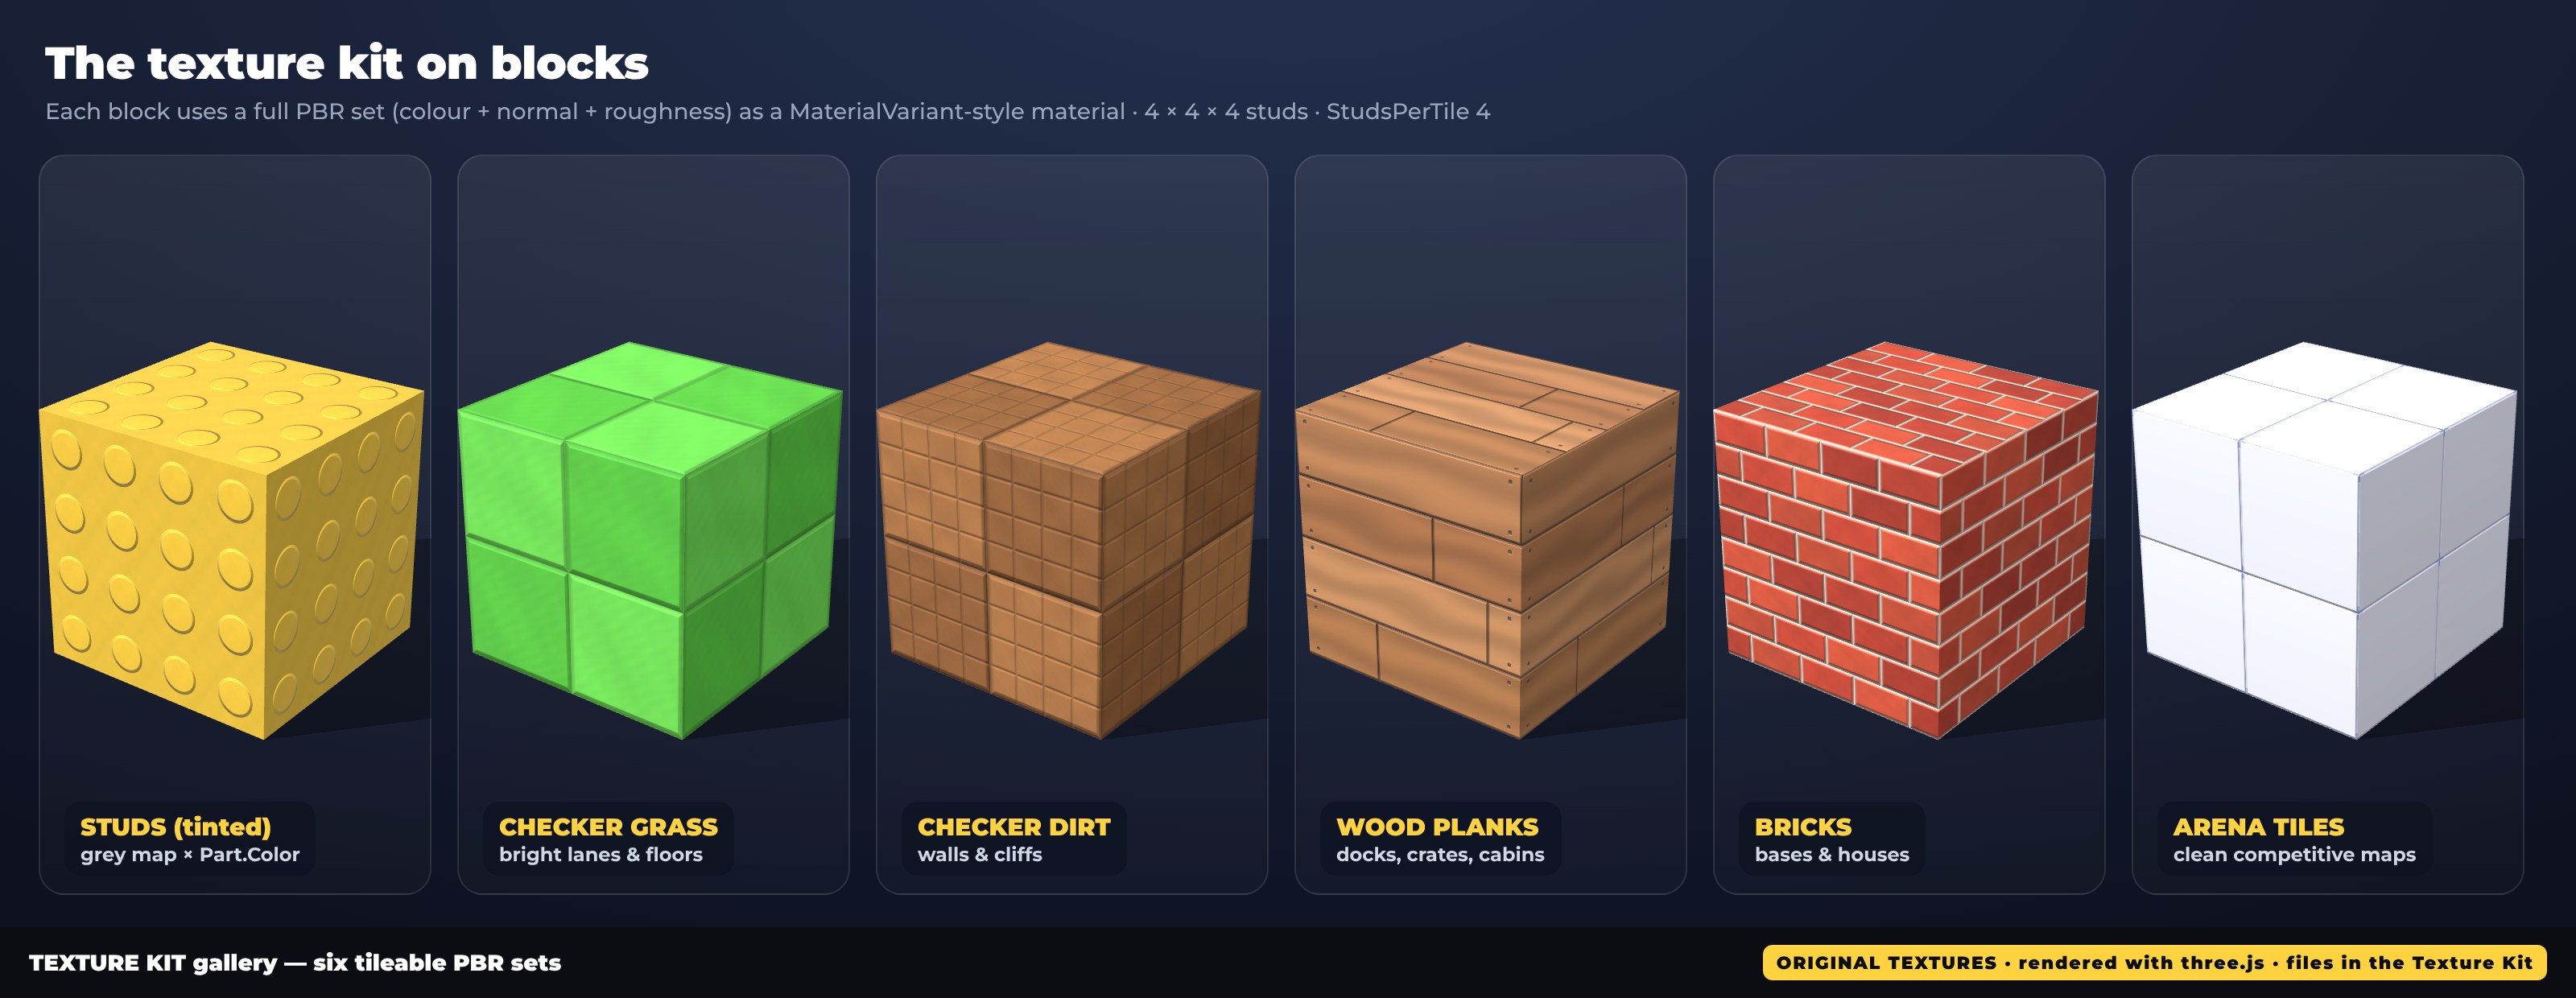 The texture kit on blocks
Each block uses a full PBR set (colour + normal + roughness) as a MaterialVariant-style material · 4 × 4 × 4 studs · StudsPerTile 4
STUDS (tinted)
grey map × Part.Color
CHECKER GRASS
bright lanes & floors
CHECKER DIRT
walls & cliffs
WOOD PLANKS
docks, crates, cabins
BRICKS
bases & houses
ARENA TILES
clean competitive maps
TEXTURE KIT gallery — six tileable PBR sets
ORIGINAL TEXTURES · rendered with three.js · files in the Texture Kit